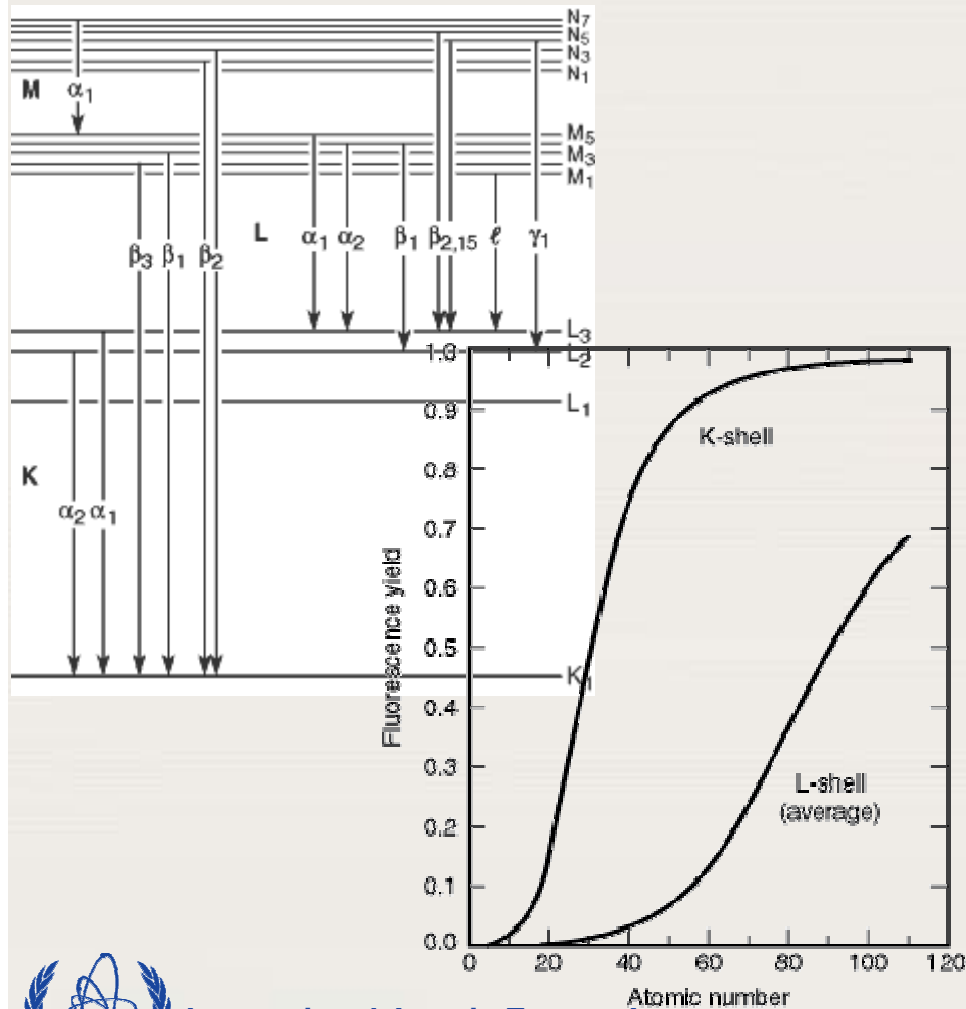 N₇
N₅
N₃
N₁
M α₁
M₅
M₃
M₁
β₃ β₁ β₂
L α₁ α₂ β₁ β₂,₁₅ ℓ γ₁
L₃
L₂
L₁
K
α₂ α₁
K₁
1.0
0.9
0.8
0.7
0.6
0.5
0.4
0.3
0.2
0.1
0.0
Fluorescence yield
K-shell
L-shell
(average)
0 20 40 60 80 100 120
Atomic number